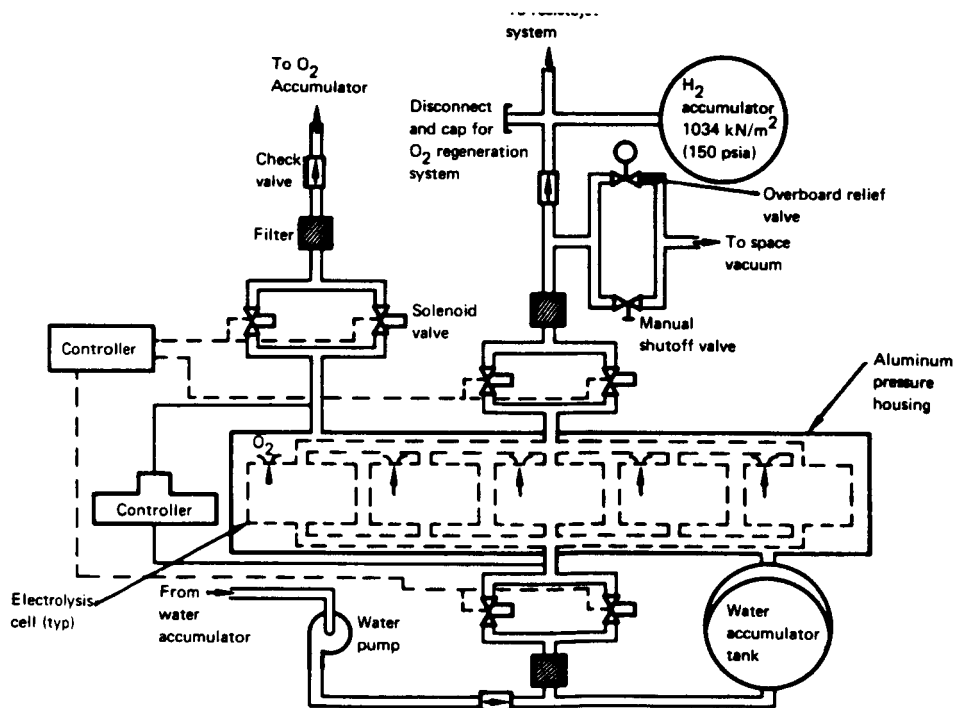 system
To O2
Accumulator
H2
accumulator
1034 kN/m2
(150 psia)
Disconnect
and cap for
O2 regeneration
system
Check
valve
Overboard relief
valve
Filter
To space
vacuum
Solenoid
valve
Manual
shutoff valve
Controller
Aluminum
pressure
housing
O2
Controller
Electrolysis
cell (typ)
From
water
accumulator
Water
pump
Water
accumulator
tank